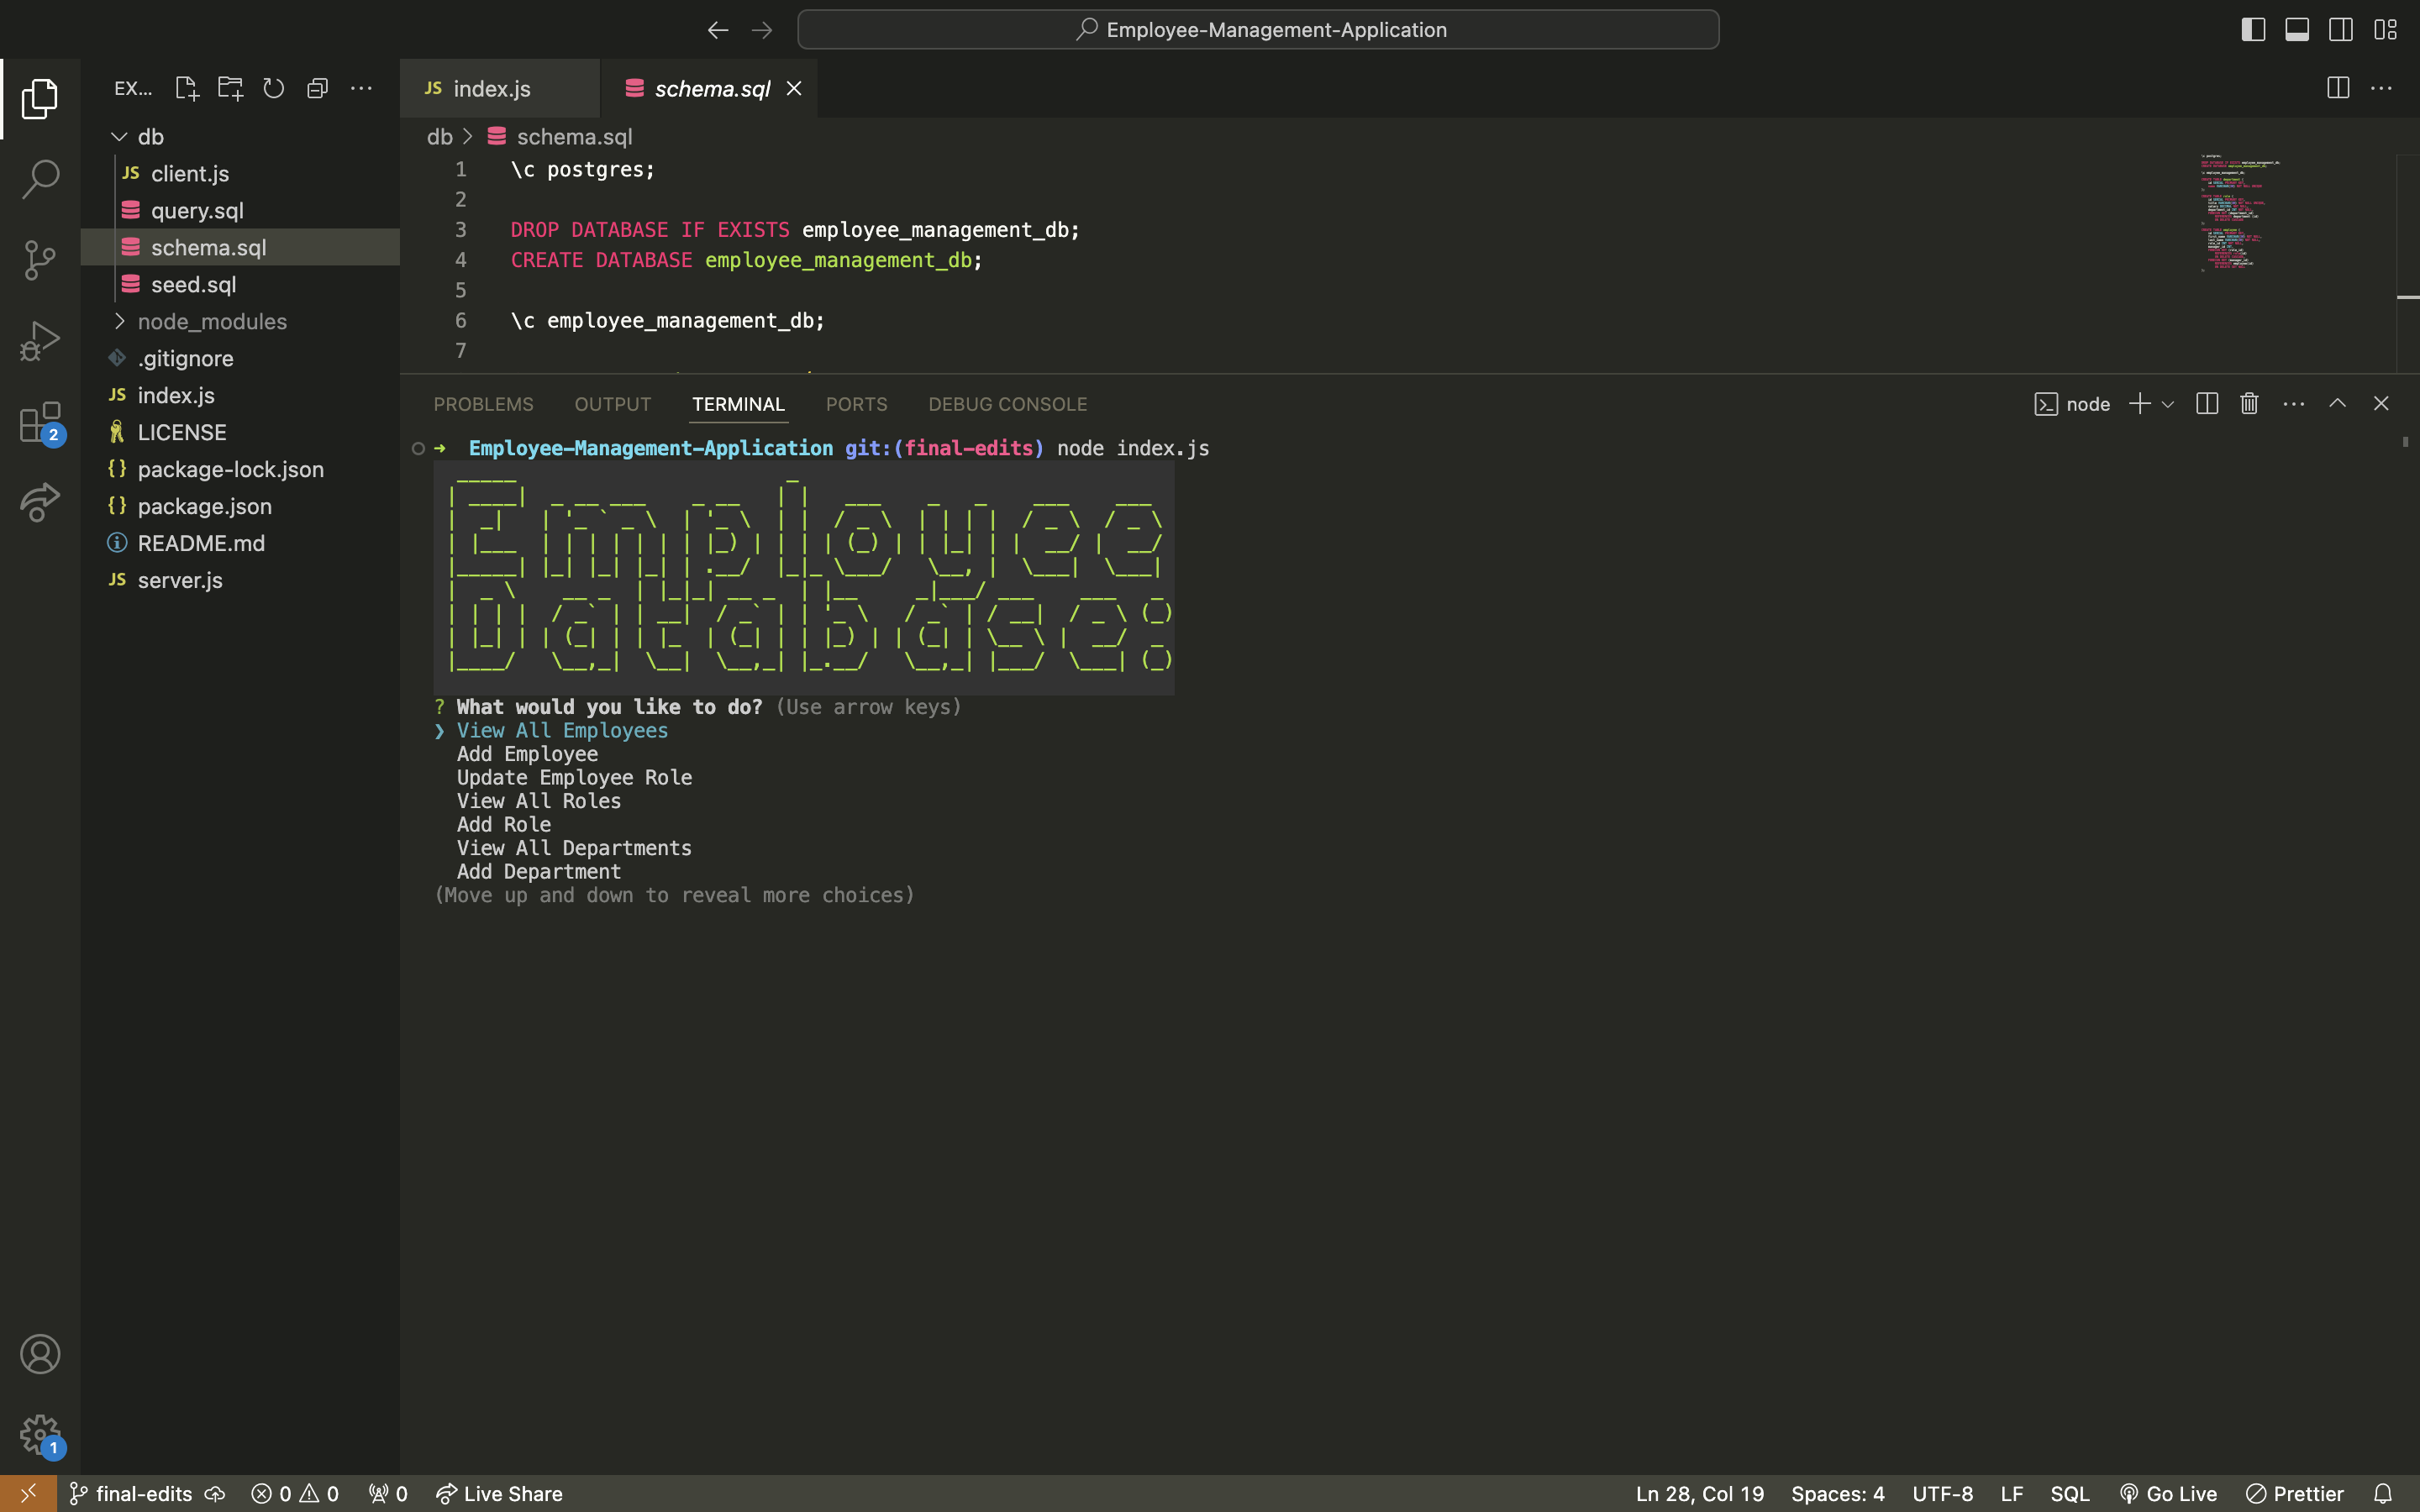 Employee-Management-Application
EX...
JS index.js
schema.sql
db > schema.sql
db
JS client.js
query.sql
schema.sql
seed.sql
node_modules
.gitignore
JS index.js
LICENSE
{} package-lock.json
{} package.json
README.md
JS server.js
2
1
1 \c postgres;
2
3 DROP DATABASE IF EXISTS employee_management_db;
4 CREATE DATABASE employee_management_db;
5
6 \c employee_management_db;
7
PROBLEMS OUTPUT TERMINAL PORTS DEBUG CONSOLE
node
→ Employee-Management-Application git:(final-edits) node index.js
Employee
Database:
? What would you like to do? (Use arrow keys)
❯ View All Employees
Add Employee
Update Employee Role
View All Roles
Add Role
View All Departments
Add Department
(Move up and down to reveal more choices)
final-edits 0 0 0 Live Share
Ln 28, Col 19 Spaces: 4 UTF-8 LF SQL Go Live Prettier